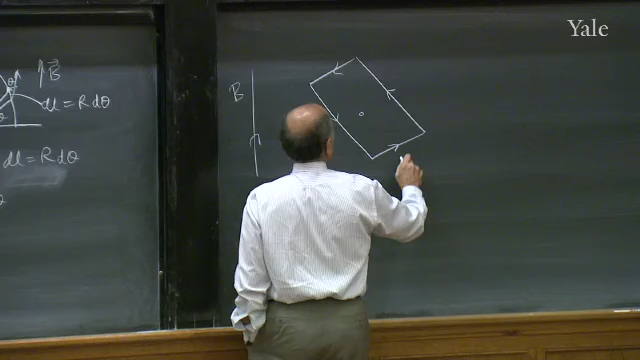 Yale
θ
B⃗
dl = R dθ
dl = R dθ
θ
B